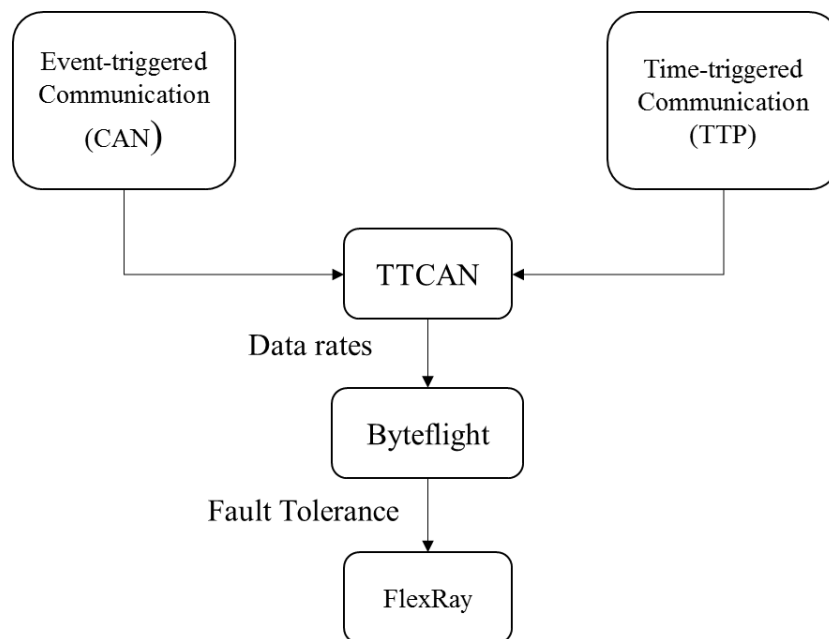 Event-triggered
Communication
(CAN)
Time-triggered
Communication
(TTP)
TTCAN
Data rates
Byteflight
Fault Tolerance
FlexRay